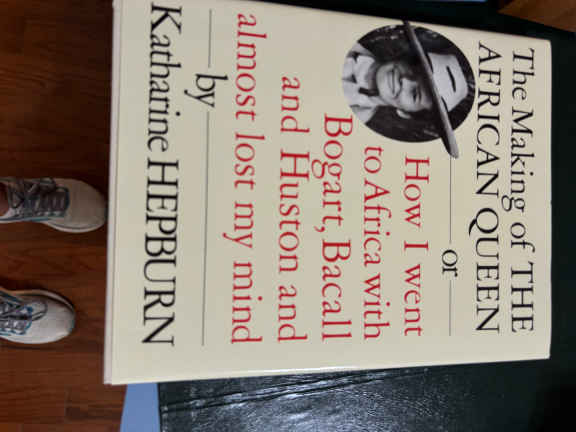 The Making of THE
AFRICAN QUEEN
or
How I went
to Africa with
Bogart, Bacall
and Huston and
almost lost my mind
by
Katharine HEPBURN